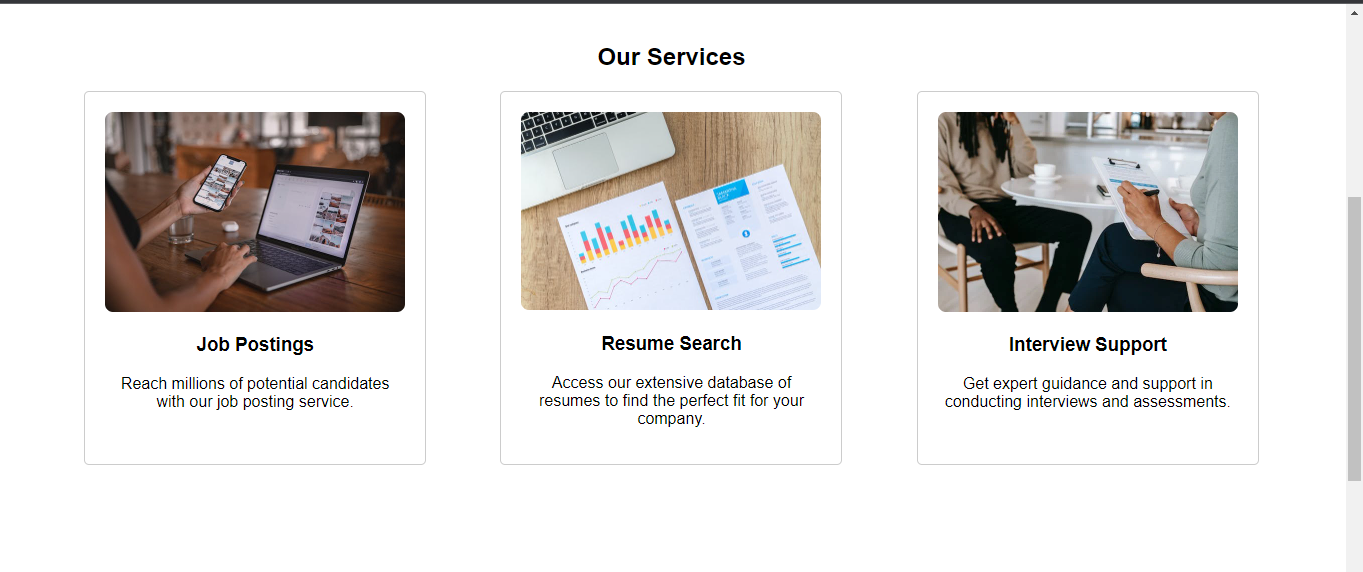 Our Services
Job Postings
Reach millions of potential candidates
with our job posting service.
Resume Search
Access our extensive database of
resumes to find the perfect fit for your
company.
Interview Support
Get expert guidance and support in
conducting interviews and assessments.